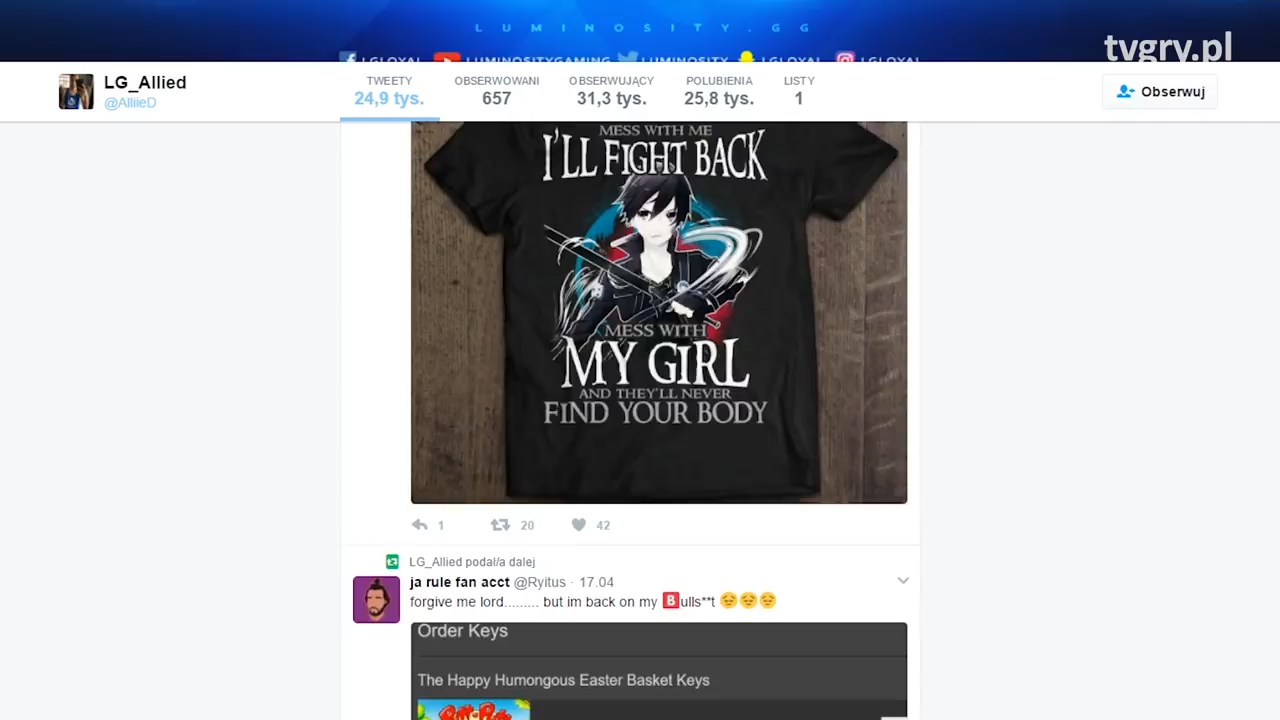 LUMINOSITY.GG
LGLOYAL LUMINOSITYGAMING LUMINOSITY LGLOYAL LGLOYAL
tvgry.pl
LG_Allied
@AlliieD
TWEETY
24,9 tys.
OBSERWOWANI
657
OBSERWUJĄCY
31,3 tys.
POLUBIENIA
25,8 tys.
LISTY
1
Obserwuj
MESS WITH ME
I'LL FIGHT BACK
MESS WITH
MY GIRL
AND THEY'LL NEVER
FIND YOUR BODY
1 20 42
LG_Allied podał/a dalej
ja rule fan acct @Ryitus · 17.04
forgive me lord......... but im back on my 🅱ulls**t 😔😔😔
Order Keys
The Happy Humongous Easter Basket Keys
Putt-Putt